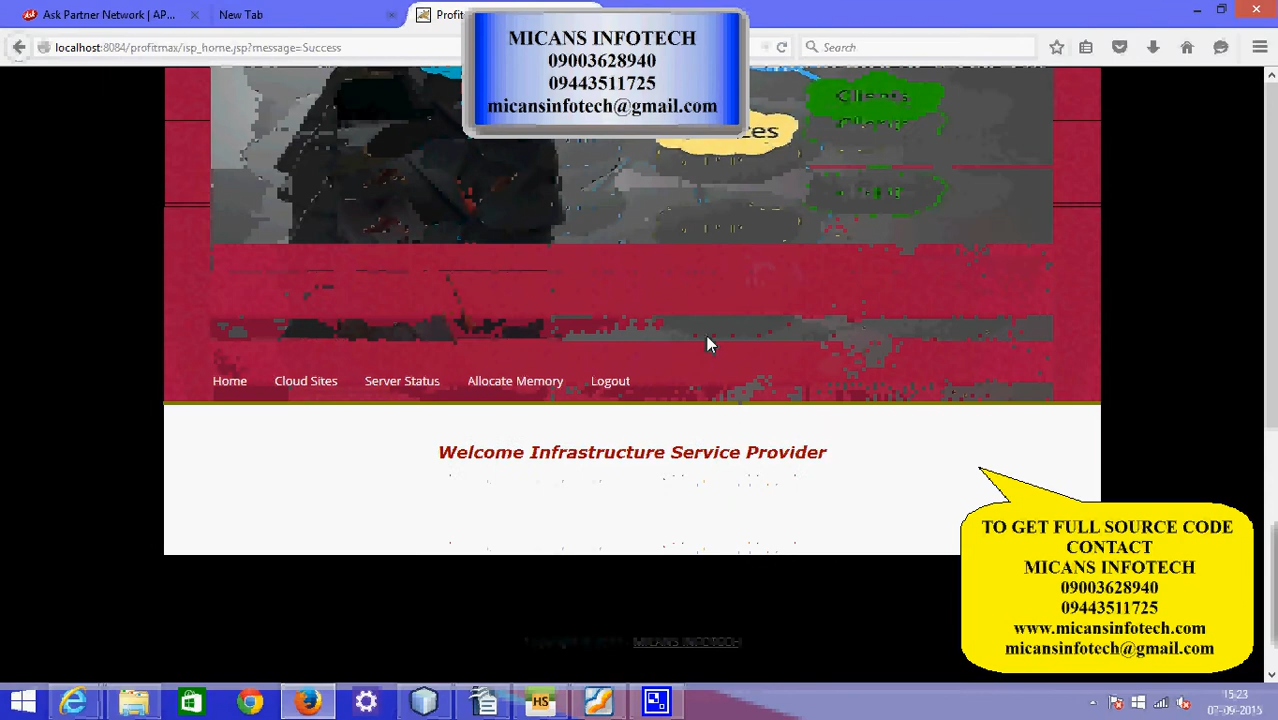 Ask Partner Network | AP...
New Tab
Profit
localhost:8084/profitmax/isp_home.jsp?message=Success
Search
MICANS INFOTECH
09003628940
09443511725
micansinfotech@gmail.com
Clients
Home
Cloud Sites
Server Status
Allocate Memory
Logout
Welcome Infrastructure Service Provider
TO GET FULL SOURCE CODE
CONTACT
MICANS INFOTECH
09003628940
09443511725
www.micansinfotech.com
micansinfotech@gmail.com
MICANS INFOTECH
HS
15:23
07-09-2015